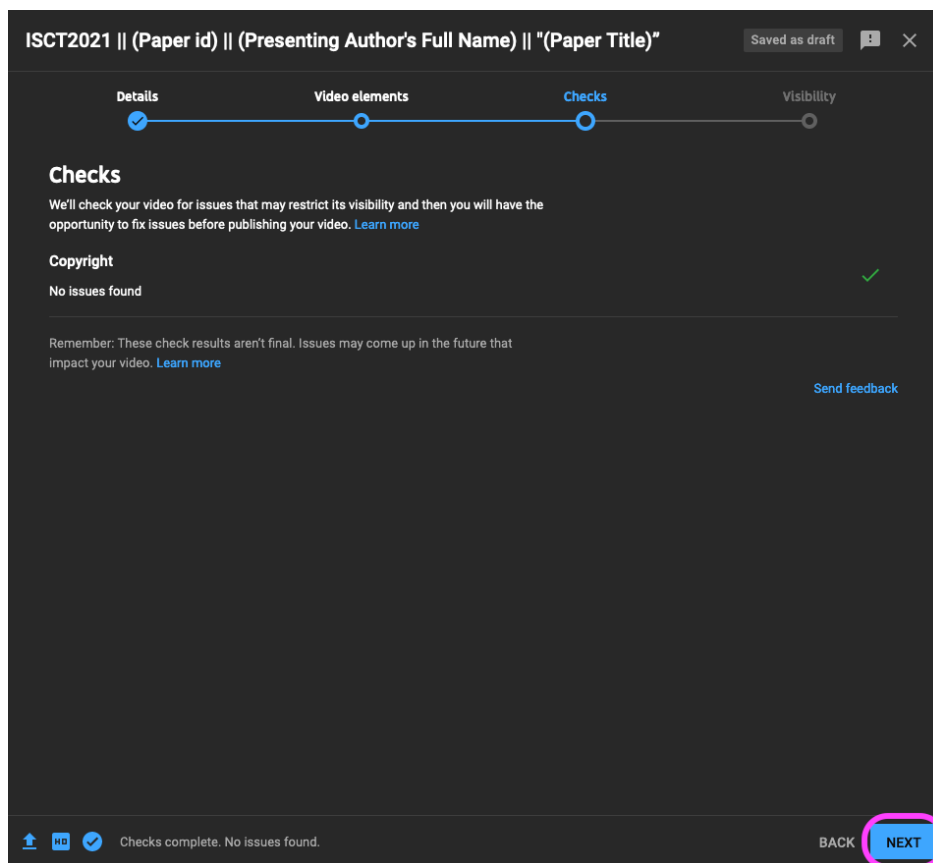 ISCT2021 || (Paper id) || (Presenting Author's Full Name) || "(Paper Title)”
Saved as draft
Details
Video elements
Checks
Visibility
Checks
We’ll check your video for issues that may restrict its visibility and then you will have the
opportunity to fix issues before publishing your video. Learn more
Copyright
No issues found
Remember: These check results aren’t final. Issues may come up in the future that
impact your video. Learn more
Send feedback
HD
Checks complete. No issues found.
BACK
NEXT